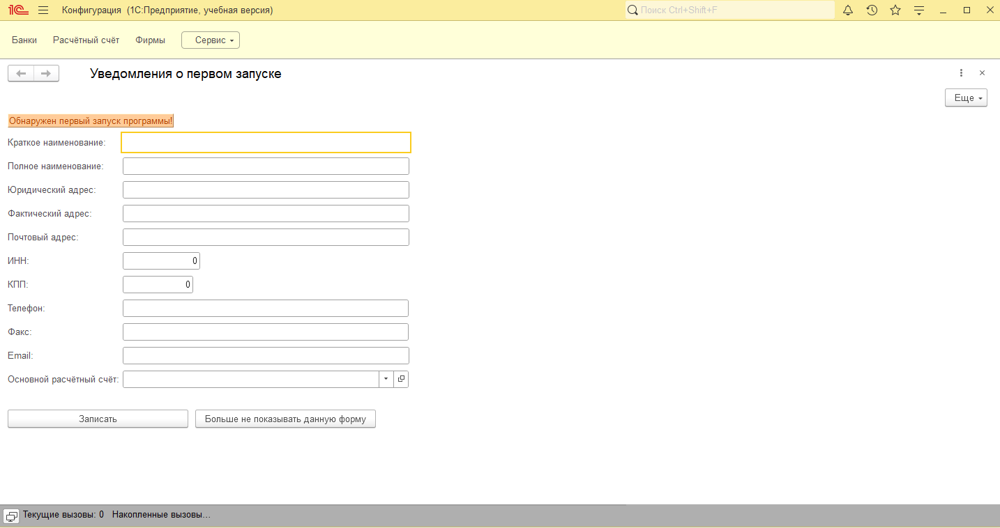 1С Конфигурация (1С:Предприятие, учебная версия) Поиск Ctrl+Shift+F
Банки Расчётный счёт Фирмы Сервис
Уведомления о первом запуске
Еще
Обнаружен первый запуск программы!
Краткое наименование:
Полное наименование:
Юридический адрес:
Фактический адрес:
Почтовый адрес:
ИНН: 0
КПП: 0
Телефон:
Факс:
Email:
Основной расчётный счёт:
Записать Больше не показывать данную форму
Текущие вызовы: 0 Накопленные вызовы...